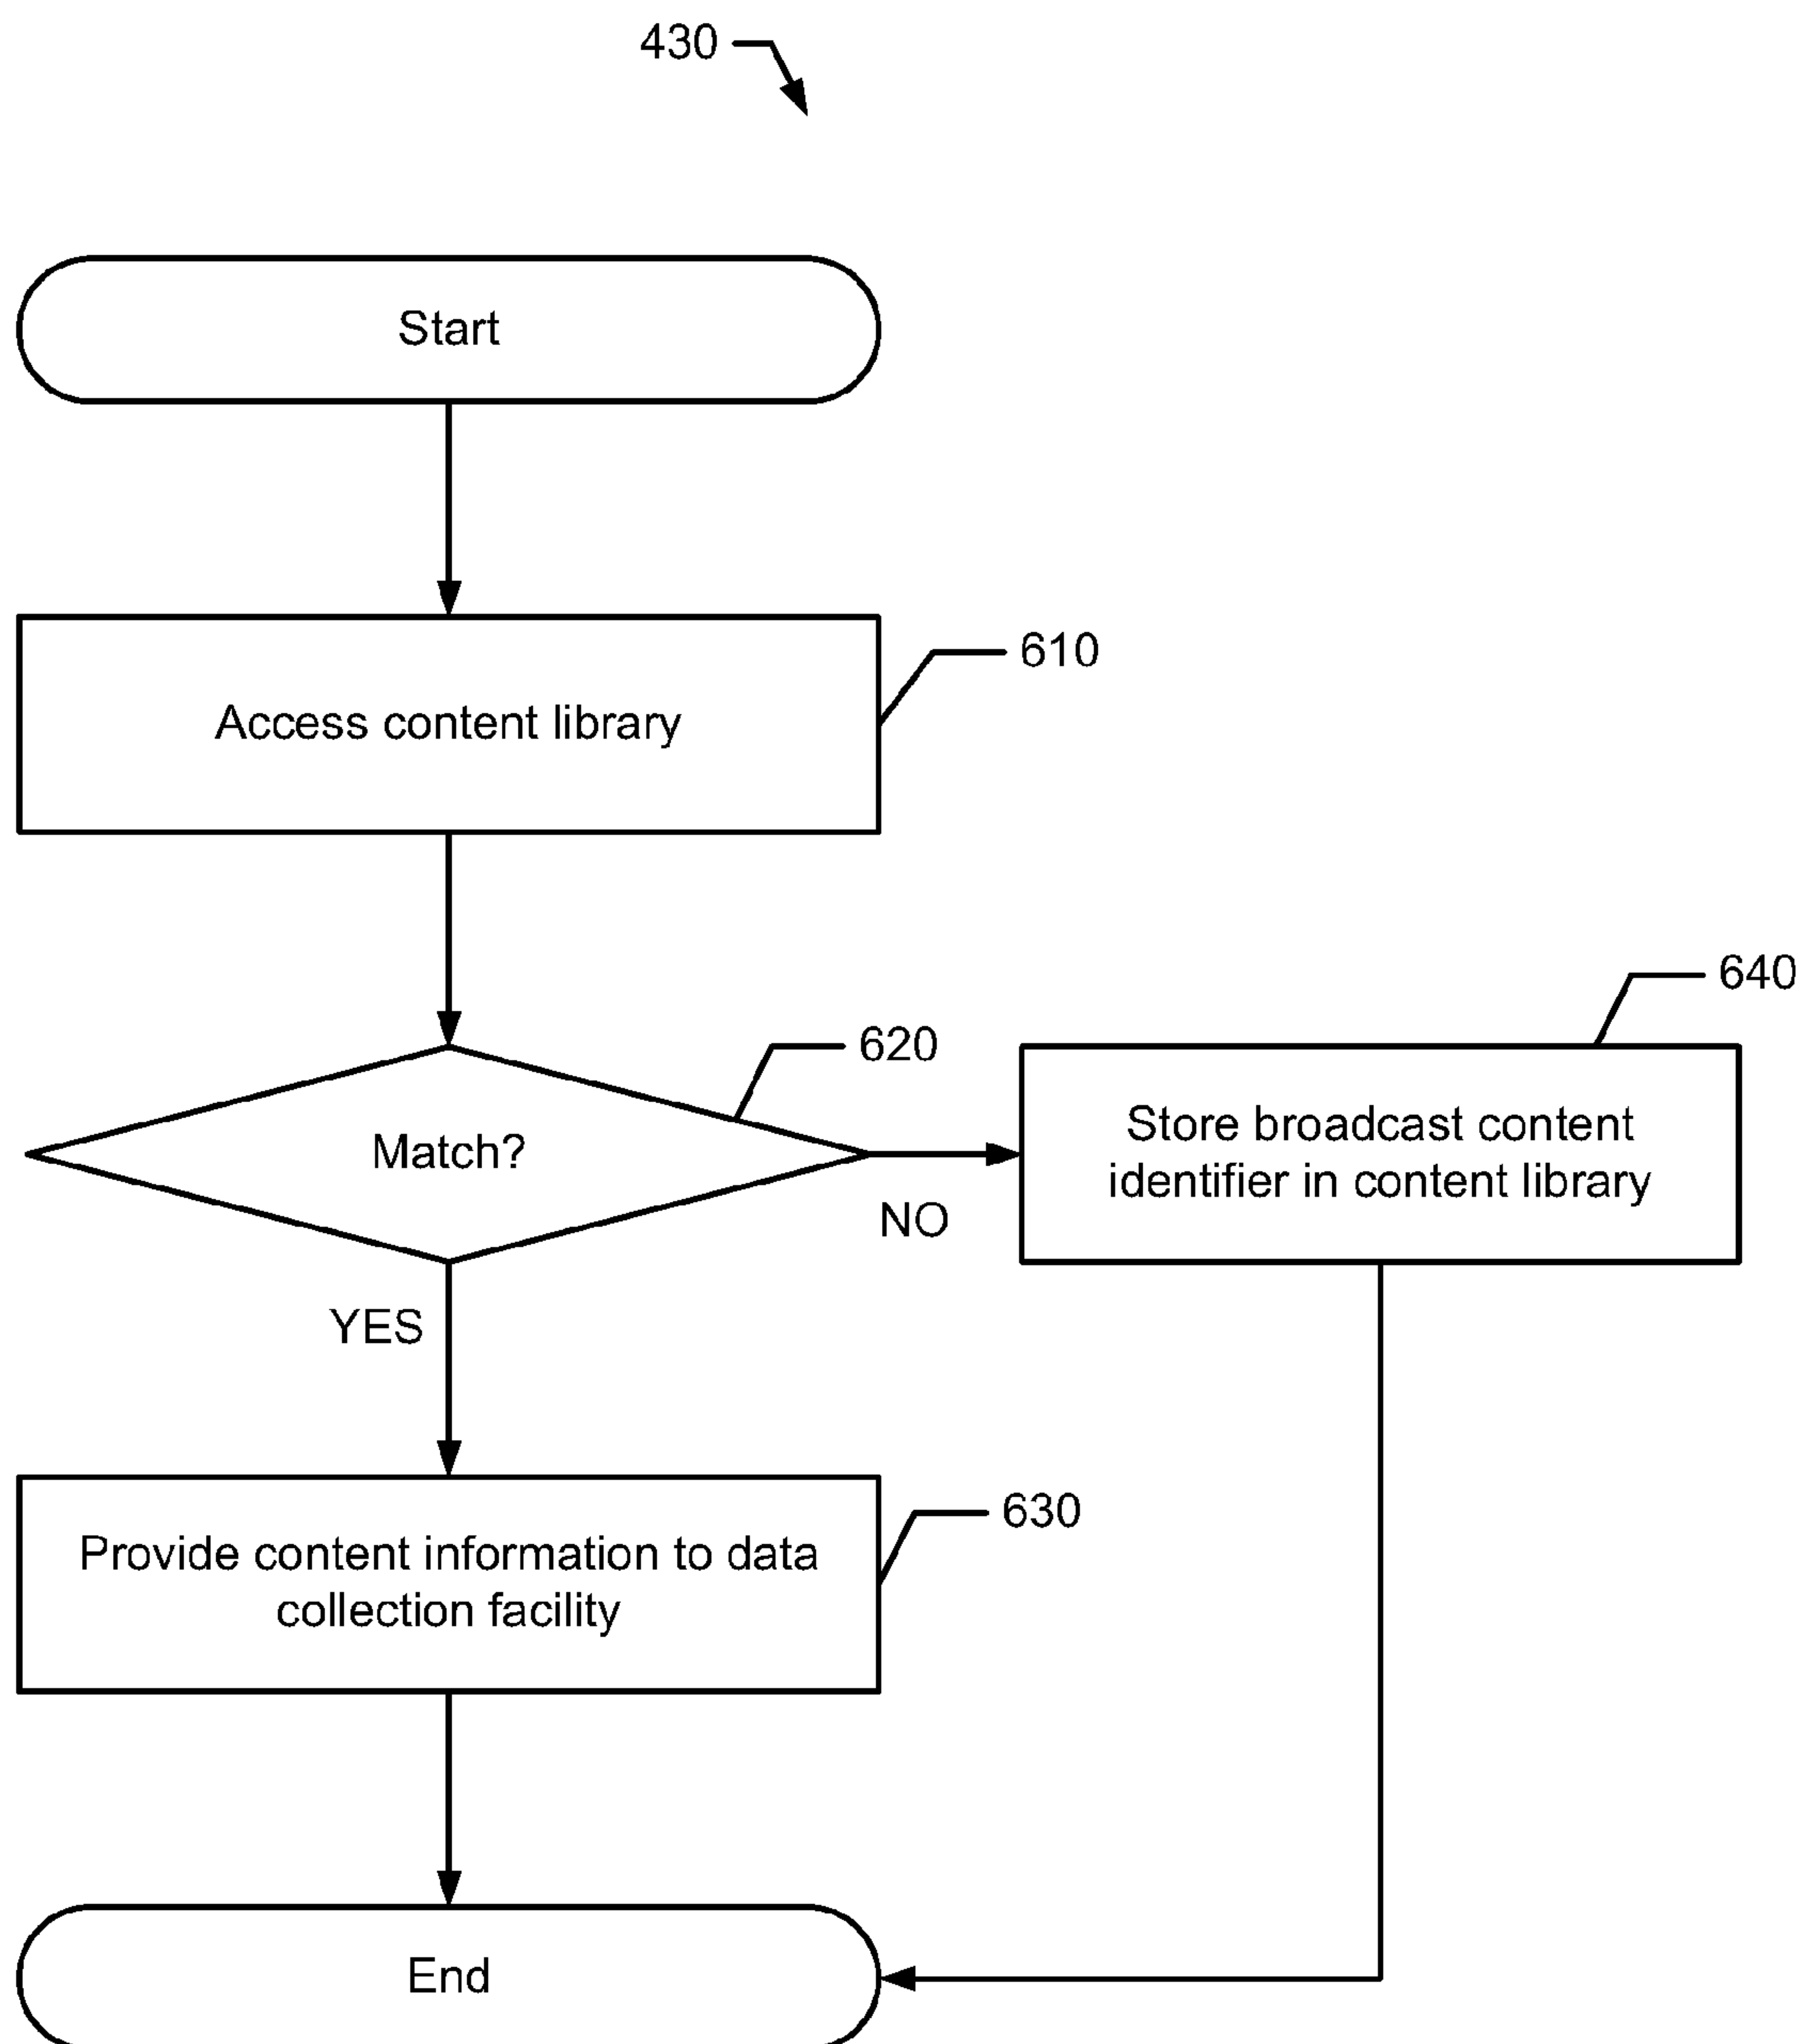 430
Start
610
Access content library
640
620
Store broadcast content
identifier in content library
Match?
NO
YES
630
Provide content information to data
collection facility
End